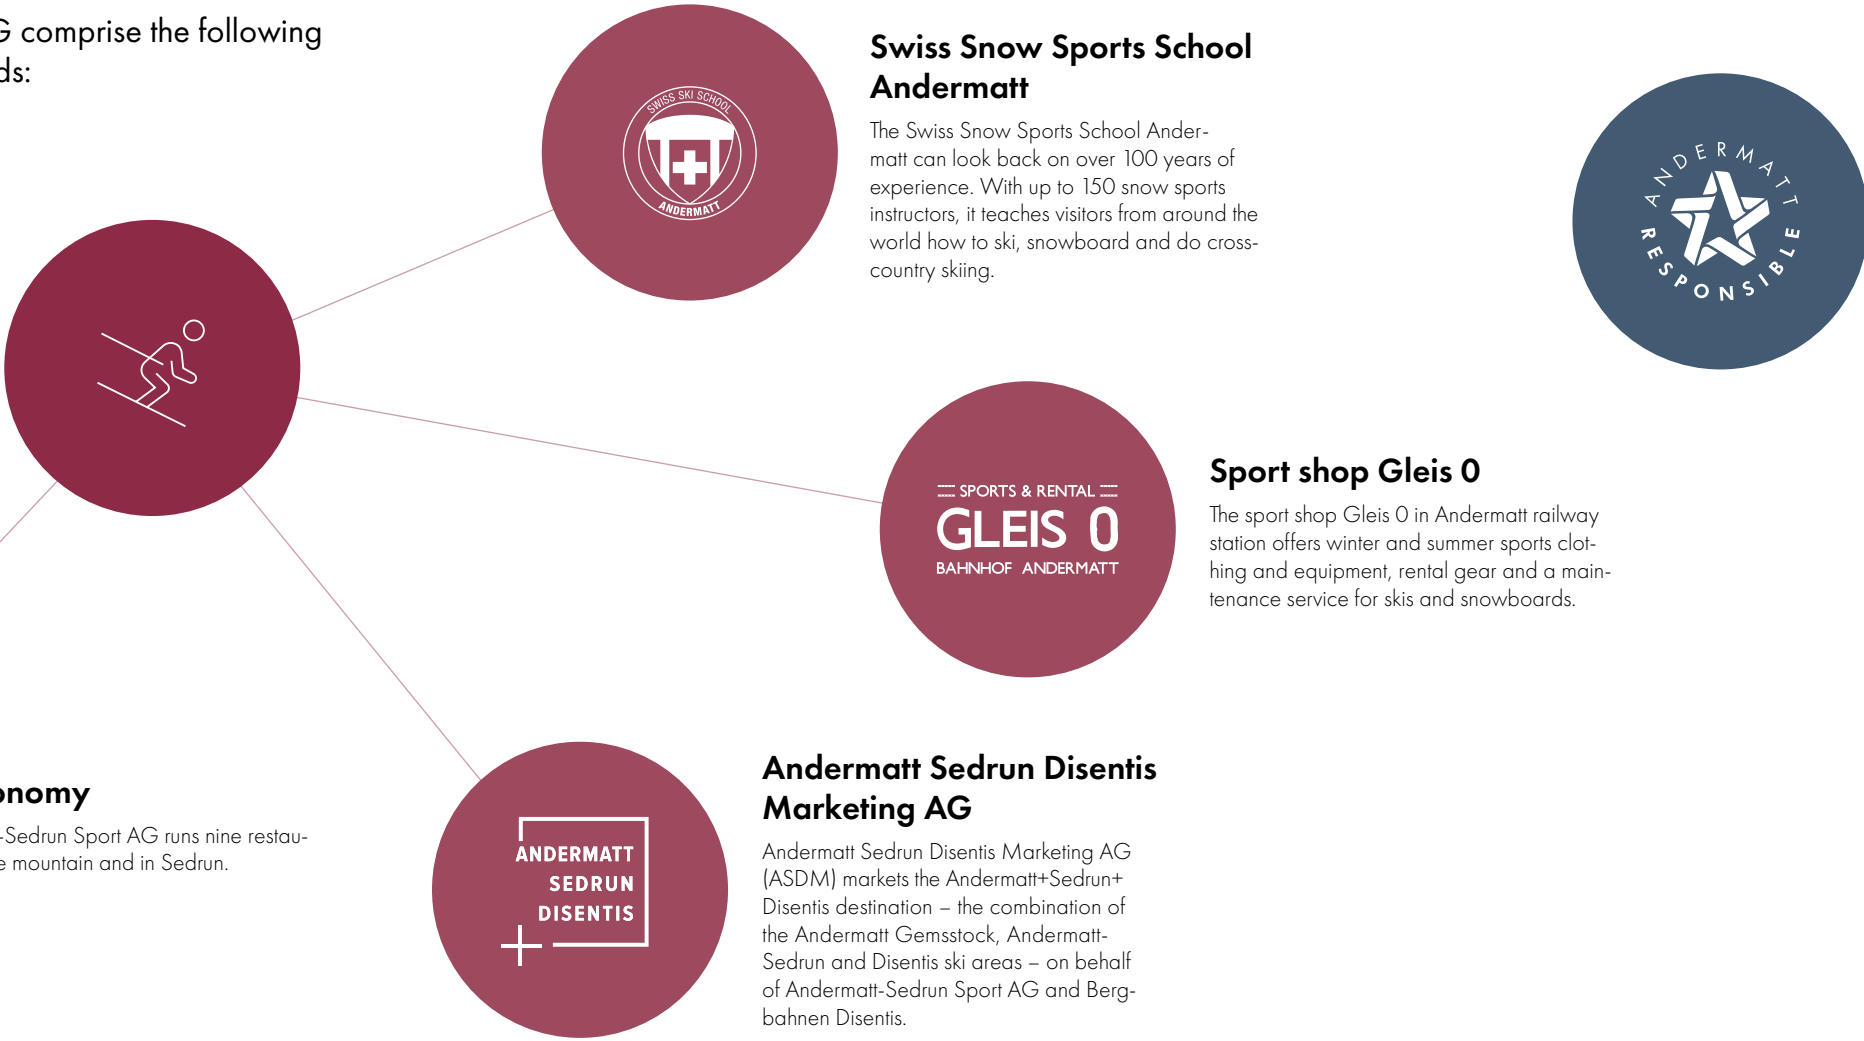 G comprise the following
ds:
SWISS SKI SCHOOL
ANDERMATT
Swiss Snow Sports School
Andermatt
The Swiss Snow Sports School Ander-
matt can look back on over 100 years of
experience. With up to 150 snow sports
instructors, it teaches visitors from around the
world how to ski, snowboard and do cross-
country skiing.
ANDERMATT
RESPONSIBLE
SPORTS & RENTAL
GLEIS 0
BAHNHOF ANDERMATT
Sport shop Gleis 0
The sport shop Gleis 0 in Andermatt railway
station offers winter and summer sports clot-
hing and equipment, rental gear and a main-
tenance service for skis and snowboards.
onomy
-Sedrun Sport AG runs nine restau-
e mountain and in Sedrun.
ANDERMATT
SEDRUN
DISENTIS
Andermatt Sedrun Disentis
Marketing AG
Andermatt Sedrun Disentis Marketing AG
(ASDM) markets the Andermatt+Sedrun+
Disentis destination – the combination of
the Andermatt Gemsstock, Andermatt-
Sedrun and Disentis ski areas – on behalf
of Andermatt-Sedrun Sport AG and Berg-
bahnen Disentis.